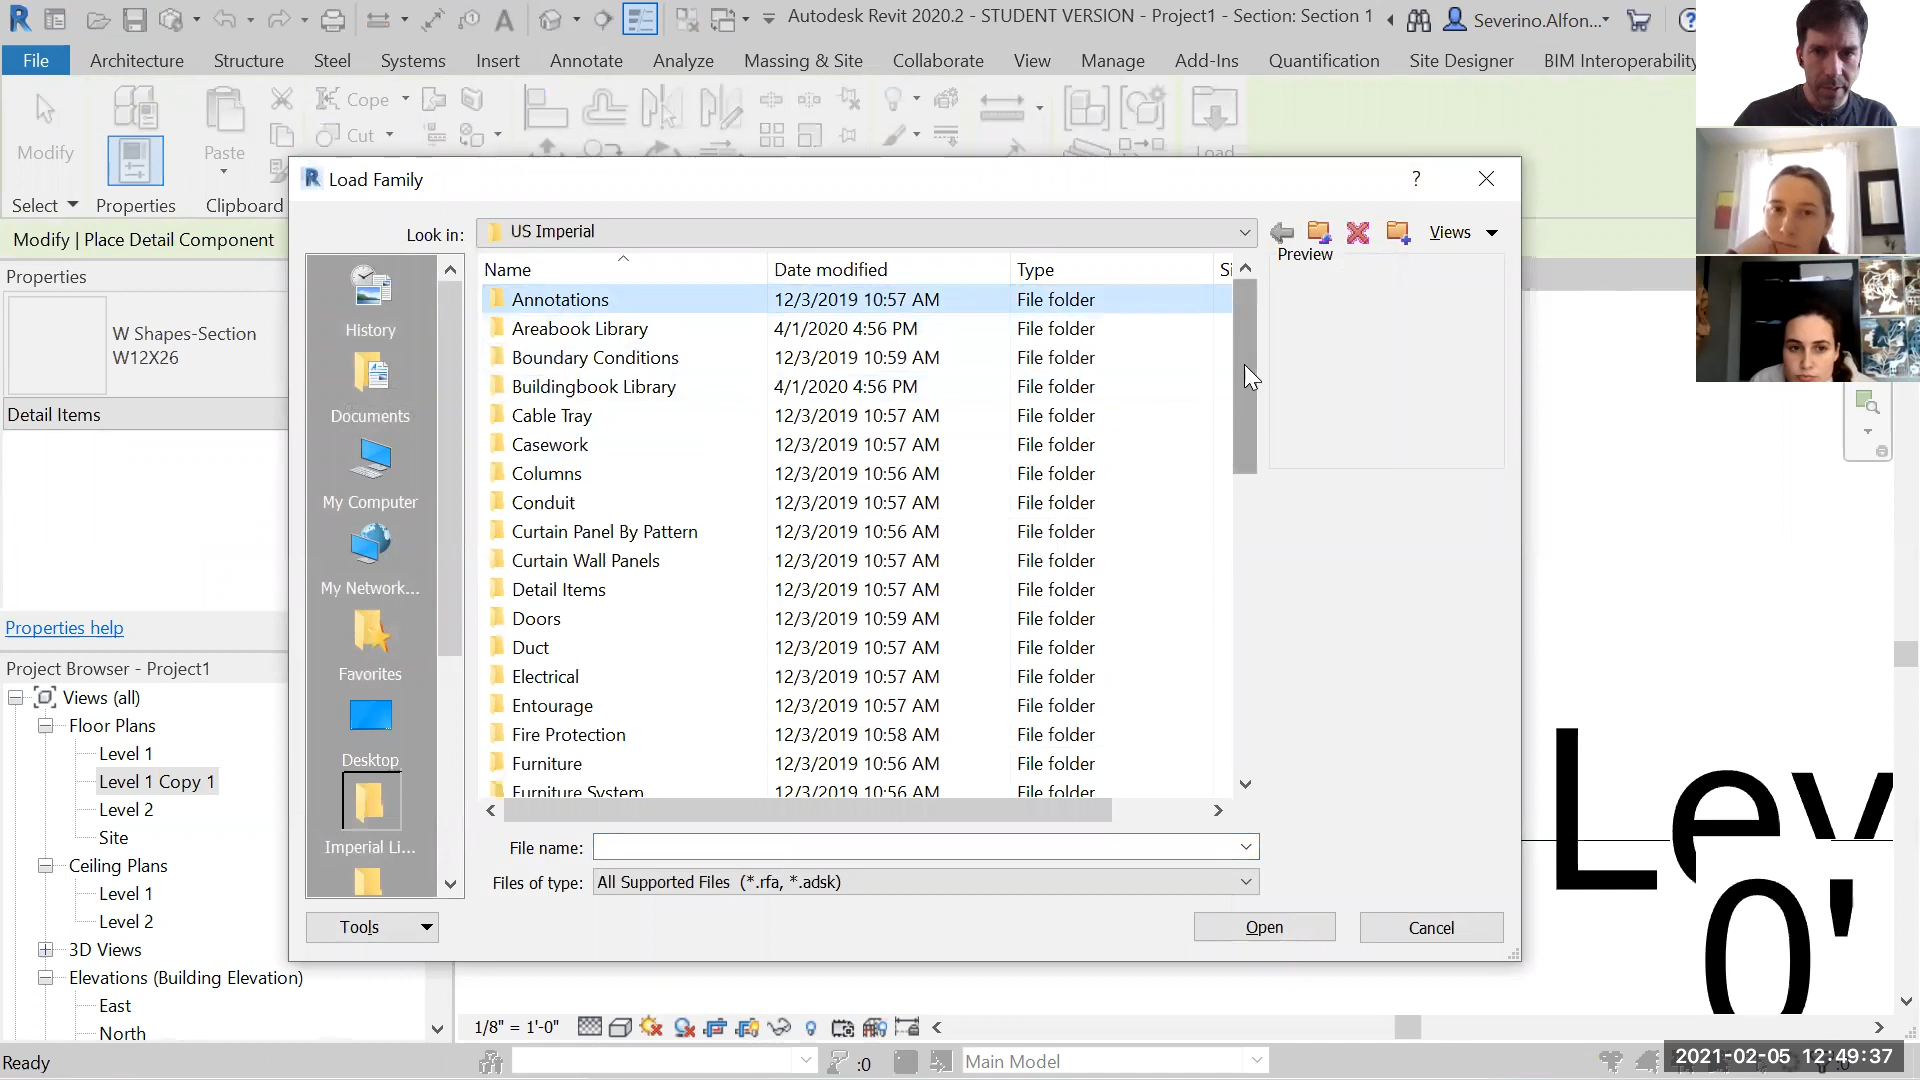 Autodesk Revit 2020.2 - STUDENT VERSION - Project1 - Section: Section 1
Severino.Alfon...
File Architecture Structure Steel Systems Insert Annotate Analyze Massing & Site Collaborate View Manage Add-Ins Quantification Site Designer BIM Interoperability
Modify
Paste
Cope
Cut
Load
Select Properties Clipboard
Modify | Place Detail Component
Properties
W Shapes-Section
W12X26
Detail Items
Properties help
Project Browser - Project1
Views (all)
Floor Plans
Level 1
Level 1 Copy 1
Level 2
Site
Ceiling Plans
Level 1
Level 2
3D Views
Elevations (Building Elevation)
East
North
Load Family
?
Look in: US Imperial
Views
Preview
History
Documents
My Computer
My Network...
Favorites
Desktop
Imperial Li...
Name Date modified Type Si
Annotations 12/3/2019 10:57 AM File folder
Areabook Library 4/1/2020 4:56 PM File folder
Boundary Conditions 12/3/2019 10:59 AM File folder
Buildingbook Library 4/1/2020 4:56 PM File folder
Cable Tray 12/3/2019 10:57 AM File folder
Casework 12/3/2019 10:57 AM File folder
Columns 12/3/2019 10:56 AM File folder
Conduit 12/3/2019 10:57 AM File folder
Curtain Panel By Pattern 12/3/2019 10:56 AM File folder
Curtain Wall Panels 12/3/2019 10:57 AM File folder
Detail Items 12/3/2019 10:57 AM File folder
Doors 12/3/2019 10:59 AM File folder
Duct 12/3/2019 10:57 AM File folder
Electrical 12/3/2019 10:57 AM File folder
Entourage 12/3/2019 10:57 AM File folder
Fire Protection 12/3/2019 10:58 AM File folder
Furniture 12/3/2019 10:56 AM File folder
Furniture System 12/3/2019 10:56 AM File folder
File name:
Files of type: All Supported Files (*.rfa, *.adsk)
Tools Open Cancel
Lev
0'
1/8" = 1'-0"
Ready
:0
Main Model
2021-02-05 12:49:37